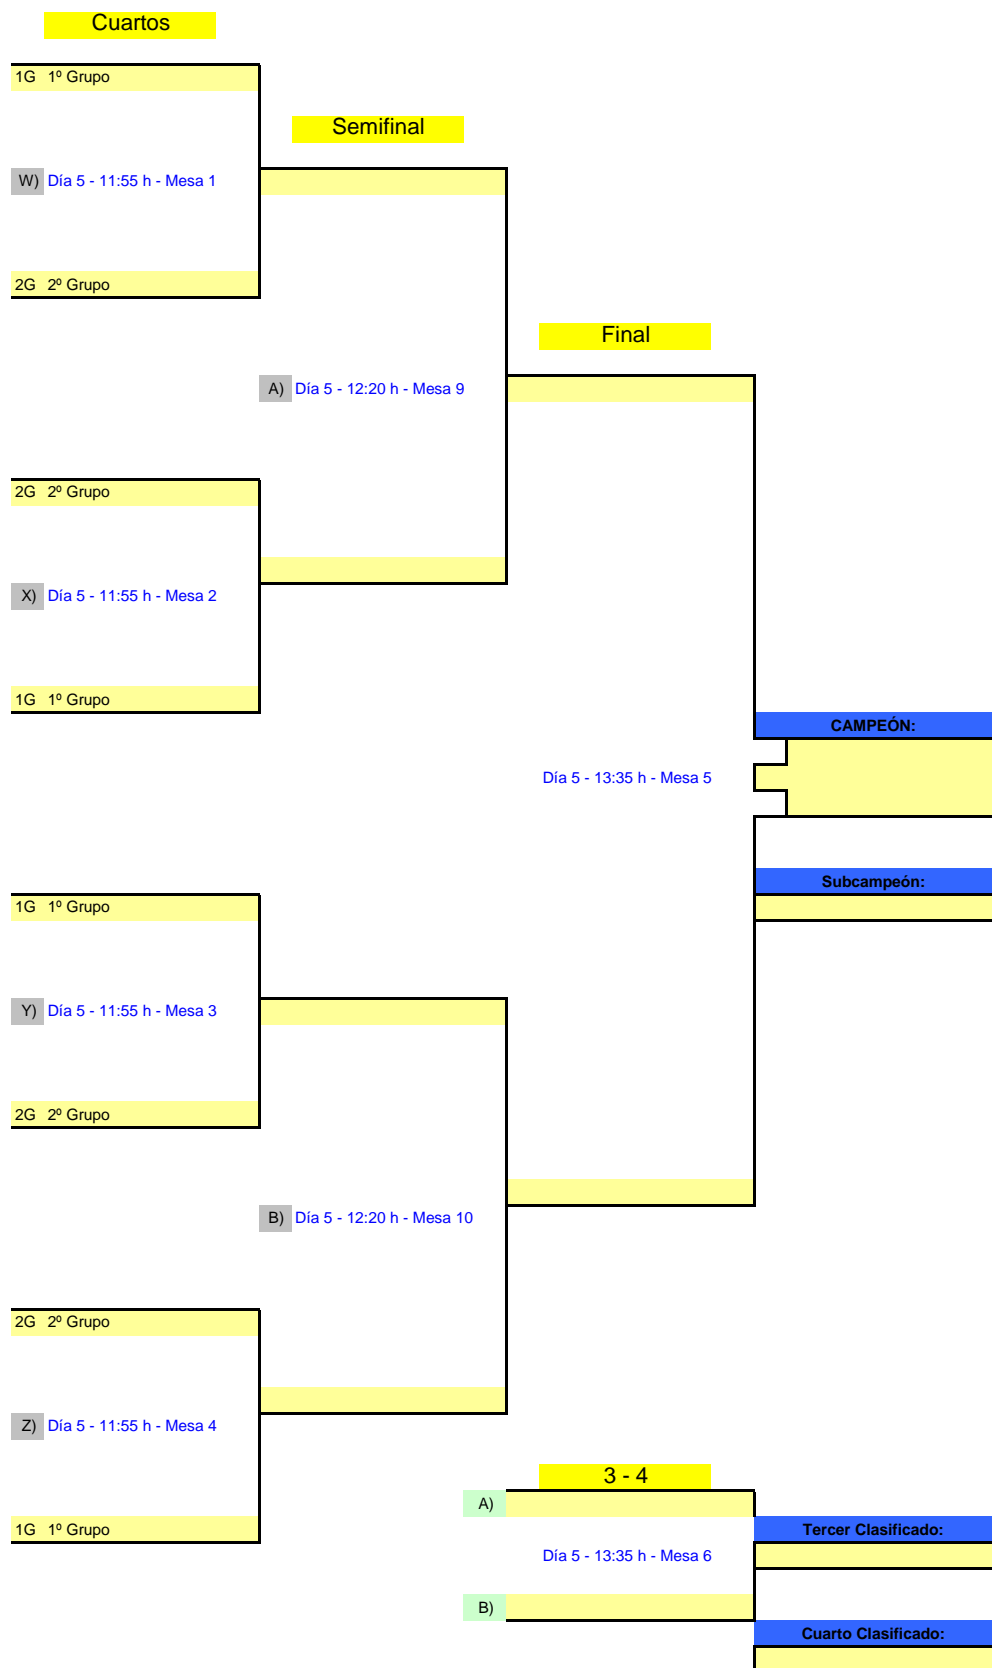 Cuartos
1G 1º Grupo
Semifinal
W) Día 5 - 11:55 h - Mesa 1
2G 2º Grupo
Final
A) Día 5 - 12:20 h - Mesa 9
2G 2º Grupo
X) Día 5 - 11:55 h - Mesa 2
1G 1º Grupo
CAMPEÓN:
Día 5 - 13:35 h - Mesa 5
Subcampeón:
1G 1º Grupo
Y) Día 5 - 11:55 h - Mesa 3
2G 2º Grupo
B) Día 5 - 12:20 h - Mesa 10
2G 2º Grupo
Z) Día 5 - 11:55 h - Mesa 4
3 - 4
A)
1G 1º Grupo
Tercer Clasificado:
Día 5 - 13:35 h - Mesa 6
B)
Cuarto Clasificado: